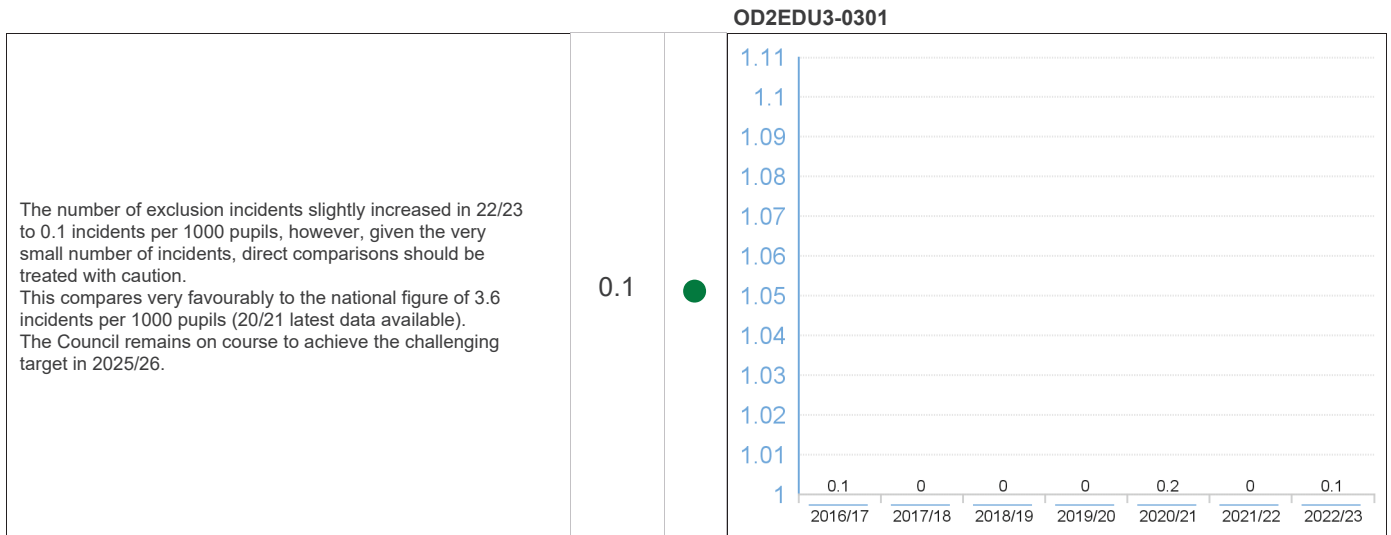 OD2EDU3-0301
The number of exclusion incidents slightly increased in 22/23
to 0.1 incidents per 1000 pupils, however, given the very
small number of incidents, direct comparisons should be
treated with caution.
This compares very favourably to the national figure of 3.6
incidents per 1000 pupils (20/21 latest data available).
The Council remains on course to achieve the challenging
target in 2025/26.
0.1
1.11
1.1
1.09
1.08
1.07
1.06
1.05
1.04
1.03
1.02
1.01
1
0.1 0 0 0 0.2 0 0.1
2016/17 2017/18 2018/19 2019/20 2020/21 2021/22 2022/23